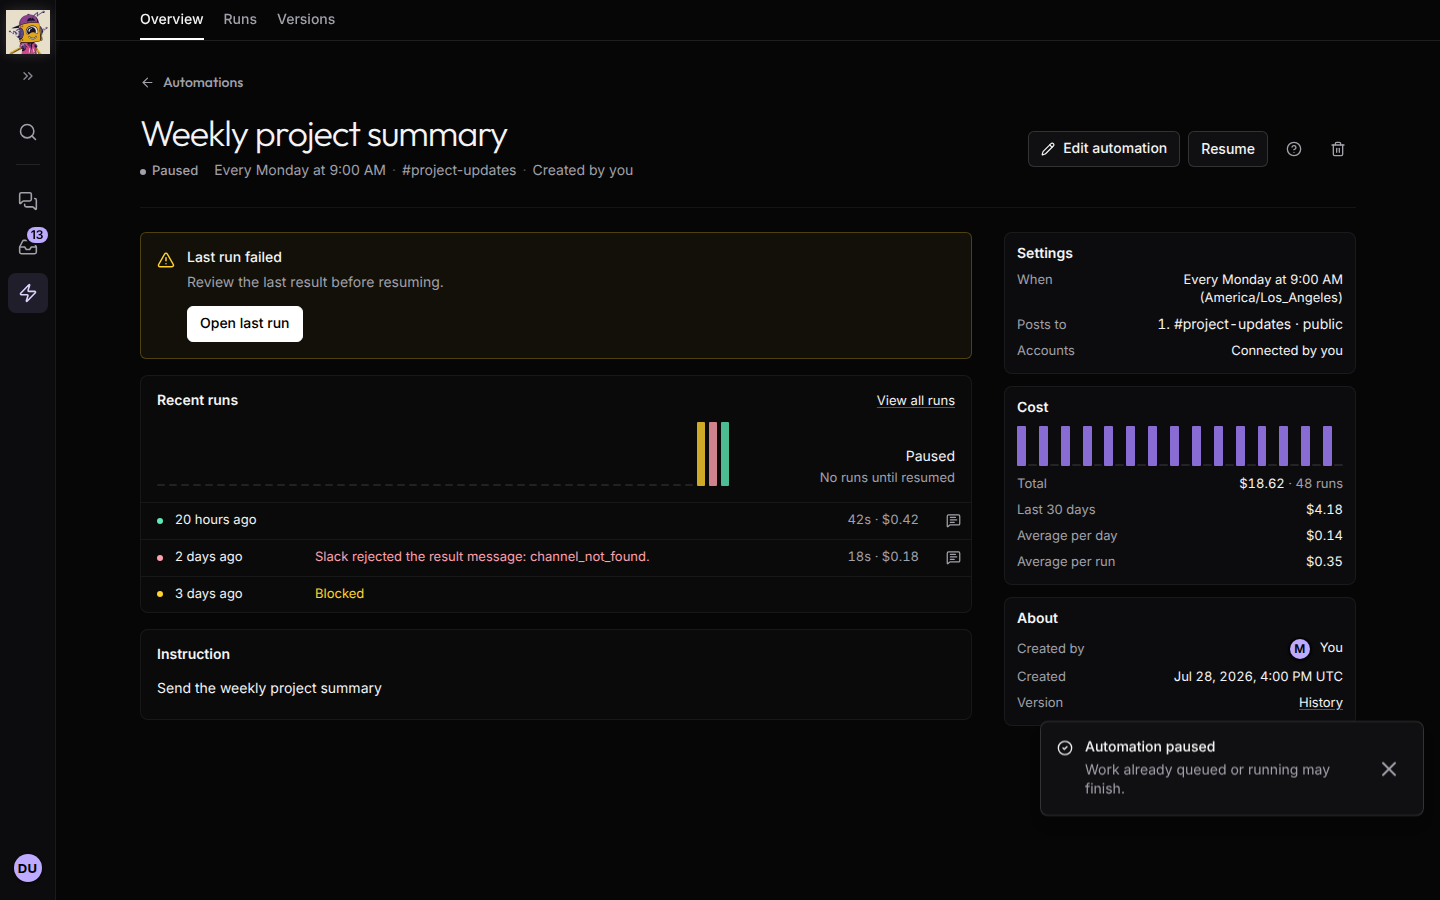 Overview Runs Versions
Automations
Weekly project summary
Paused Every Monday at 9:00 AM · #project-updates · Created by you
Edit automation
Resume
13
Last run failed
Review the last result before resuming.
Open last run
Recent runs
View all runs
Paused
No runs until resumed
20 hours ago 42s · $0.42
2 days ago Slack rejected the result message: channel_not_found. 18s · $0.18
3 days ago Blocked
Instruction
Send the weekly project summary
Settings
When Every Monday at 9:00 AM
(America/Los_Angeles)
Posts to 1. #project-updates · public
Accounts Connected by you
Cost
Total $18.62 · 48 runs
Last 30 days $4.18
Average per day $0.14
Average per run $0.35
About
Created by M You
Created Jul 28, 2026, 4:00 PM UTC
Version History
Automation paused
Work already queued or running may
finish.
DU